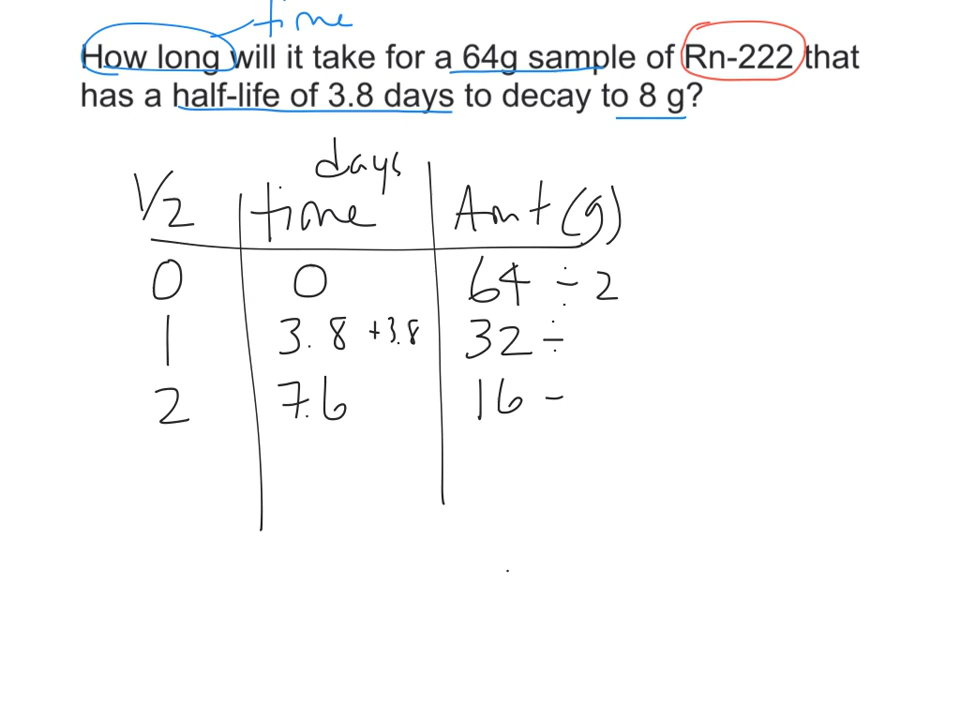 time
How long will it take for a 64g sample of Rn-222 that
has a half-life of 3.8 days to decay to 8 g?
days
1/2 time Amt (g)
0 0 64 ÷ 2
1 3.8 +3.8 32 ÷
2 7.6 16 -